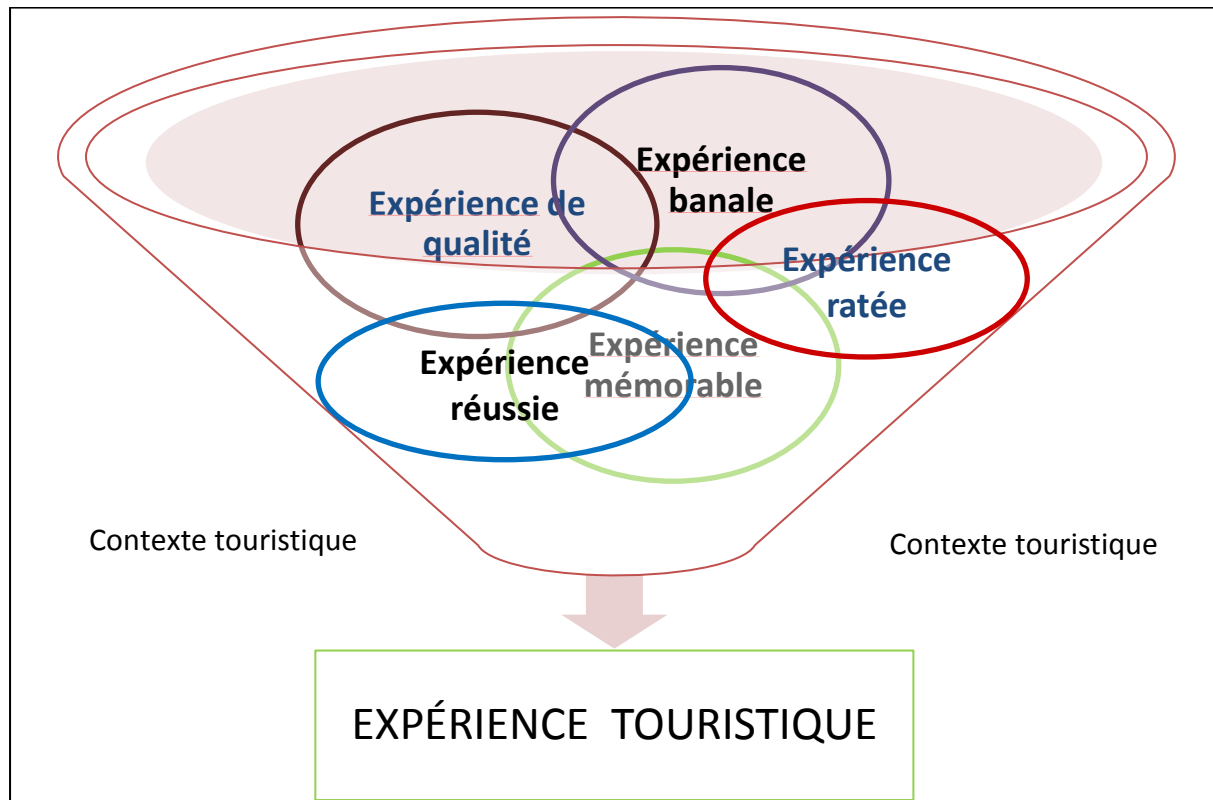 Expérience
banale
Expérience de
qualité
Expérience
ratée
Expérience
mémorable
Expérience
réussie
Contexte touristique
Contexte touristique
EXPÉRIENCE TOURISTIQUE